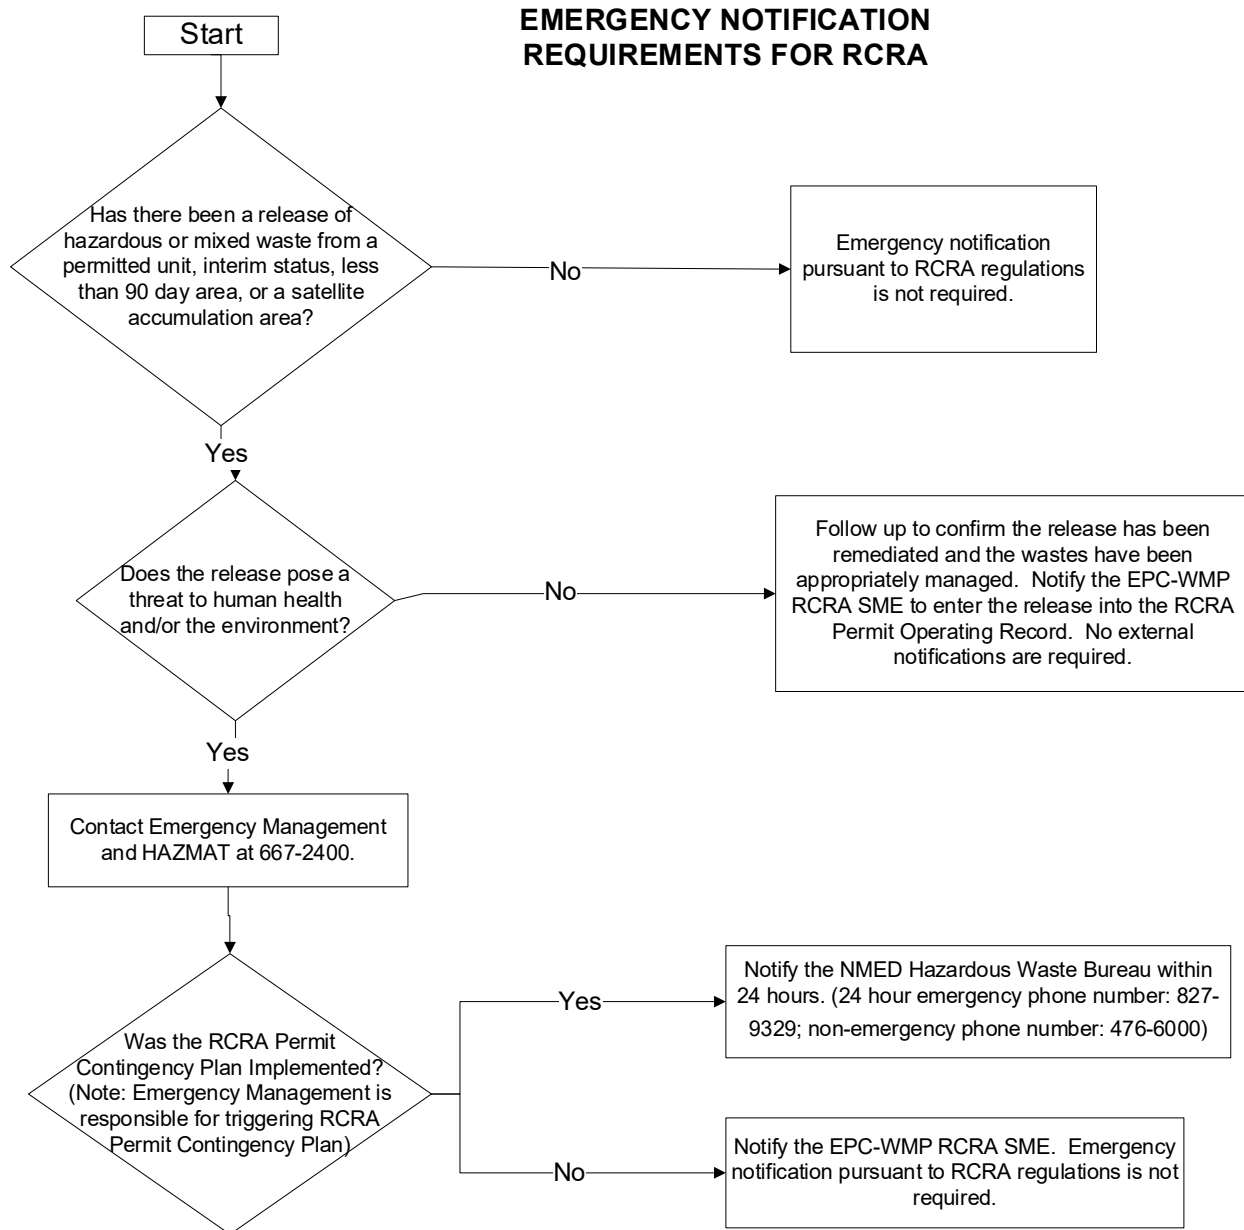 EMERGENCY NOTIFICATION
REQUIREMENTS FOR RCRA
Start
Has there been a release of
hazardous or mixed waste from a
permitted unit, interim status, less
than 90 day area, or a satellite
accumulation area?
No
Emergency notification
pursuant to RCRA regulations
is not required.
Yes
Does the release pose a
threat to human health
and/or the environment?
No
Follow up to confirm the release has been
remediated and the wastes have been
appropriately managed.  Notify the EPC-WMP
RCRA SME to enter the release into the RCRA
Permit Operating Record.  No external
notifications are required.
Yes
Contact Emergency Management
and HAZMAT at 667-2400.
Was the RCRA Permit
Contingency Plan Implemented?
(Note: Emergency Management is
responsible for triggering RCRA
Permit Contingency Plan)
Yes
Notify the NMED Hazardous Waste Bureau within
24 hours. (24 hour emergency phone number: 827-
9329; non-emergency phone number: 476-6000)
No
Notify the EPC-WMP RCRA SME.  Emergency
notification pursuant to RCRA regulations is not
required.